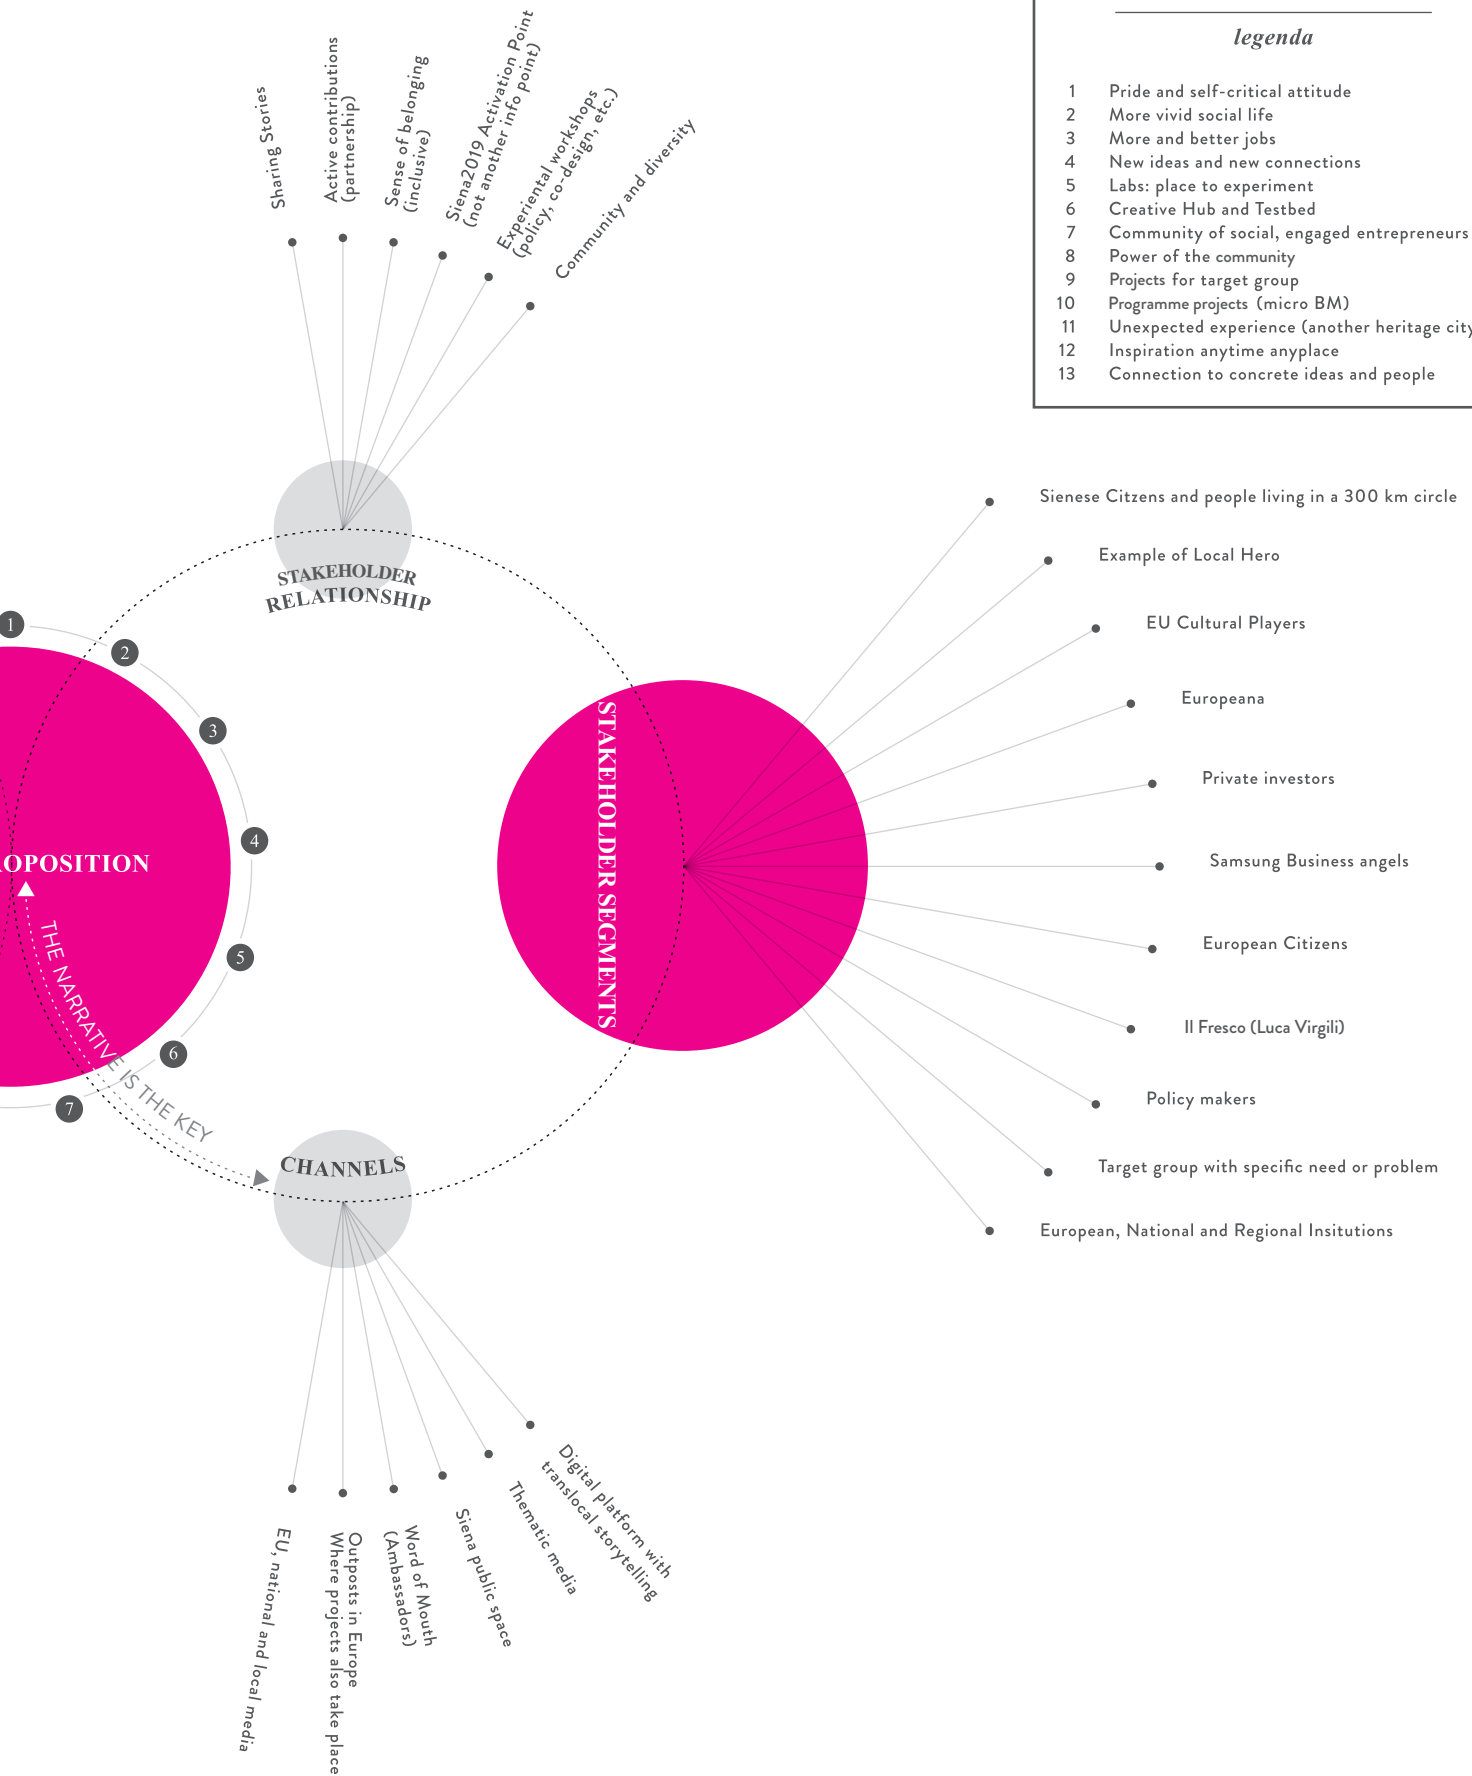 Sharing Stories
Active contributions
(partnership)
Sense of belonging
(inclusive)
Siena2019 Activation Point
(not another info point)
Experiental workshops
(policy, co-design, etc.)
Community and diversity
legenda
1 Pride and self-critical attitude
2 More vivid social life
3 More and better jobs
4 New ideas and new connections
5 Labs: place to experiment
6 Creative Hub and Testbed
7 Community of social, engaged entrepreneurs
8 Power of the community
9 Projects for target group
10 Programme projects (micro BM)
11 Unexpected experience (another heritage city
12 Inspiration anytime anyplace
13 Connection to concrete ideas and people
STAKEHOLDER
RELATIONSHIP
1
2
3
4
5
6
7
OPOSITION
THE NARRATIVE IS THE KEY
STAKEHOLDER SEGMENTS
Sienese Citzens and people living in a 300 km circle
Example of Local Hero
EU Cultural Players
Europeana
Private investors
Samsung Business angels
European Citizens
Il Fresco (Luca Virgili)
Policy makers
Target group with specific need or problem
European, National and Regional Insitutions
CHANNELS
EU, national and local media
Outposts in Europe
Where projects also take place
Word of Mouth
(Ambassadors)
Siena public space
Thematic media
Digital platform with
translocal storytelling